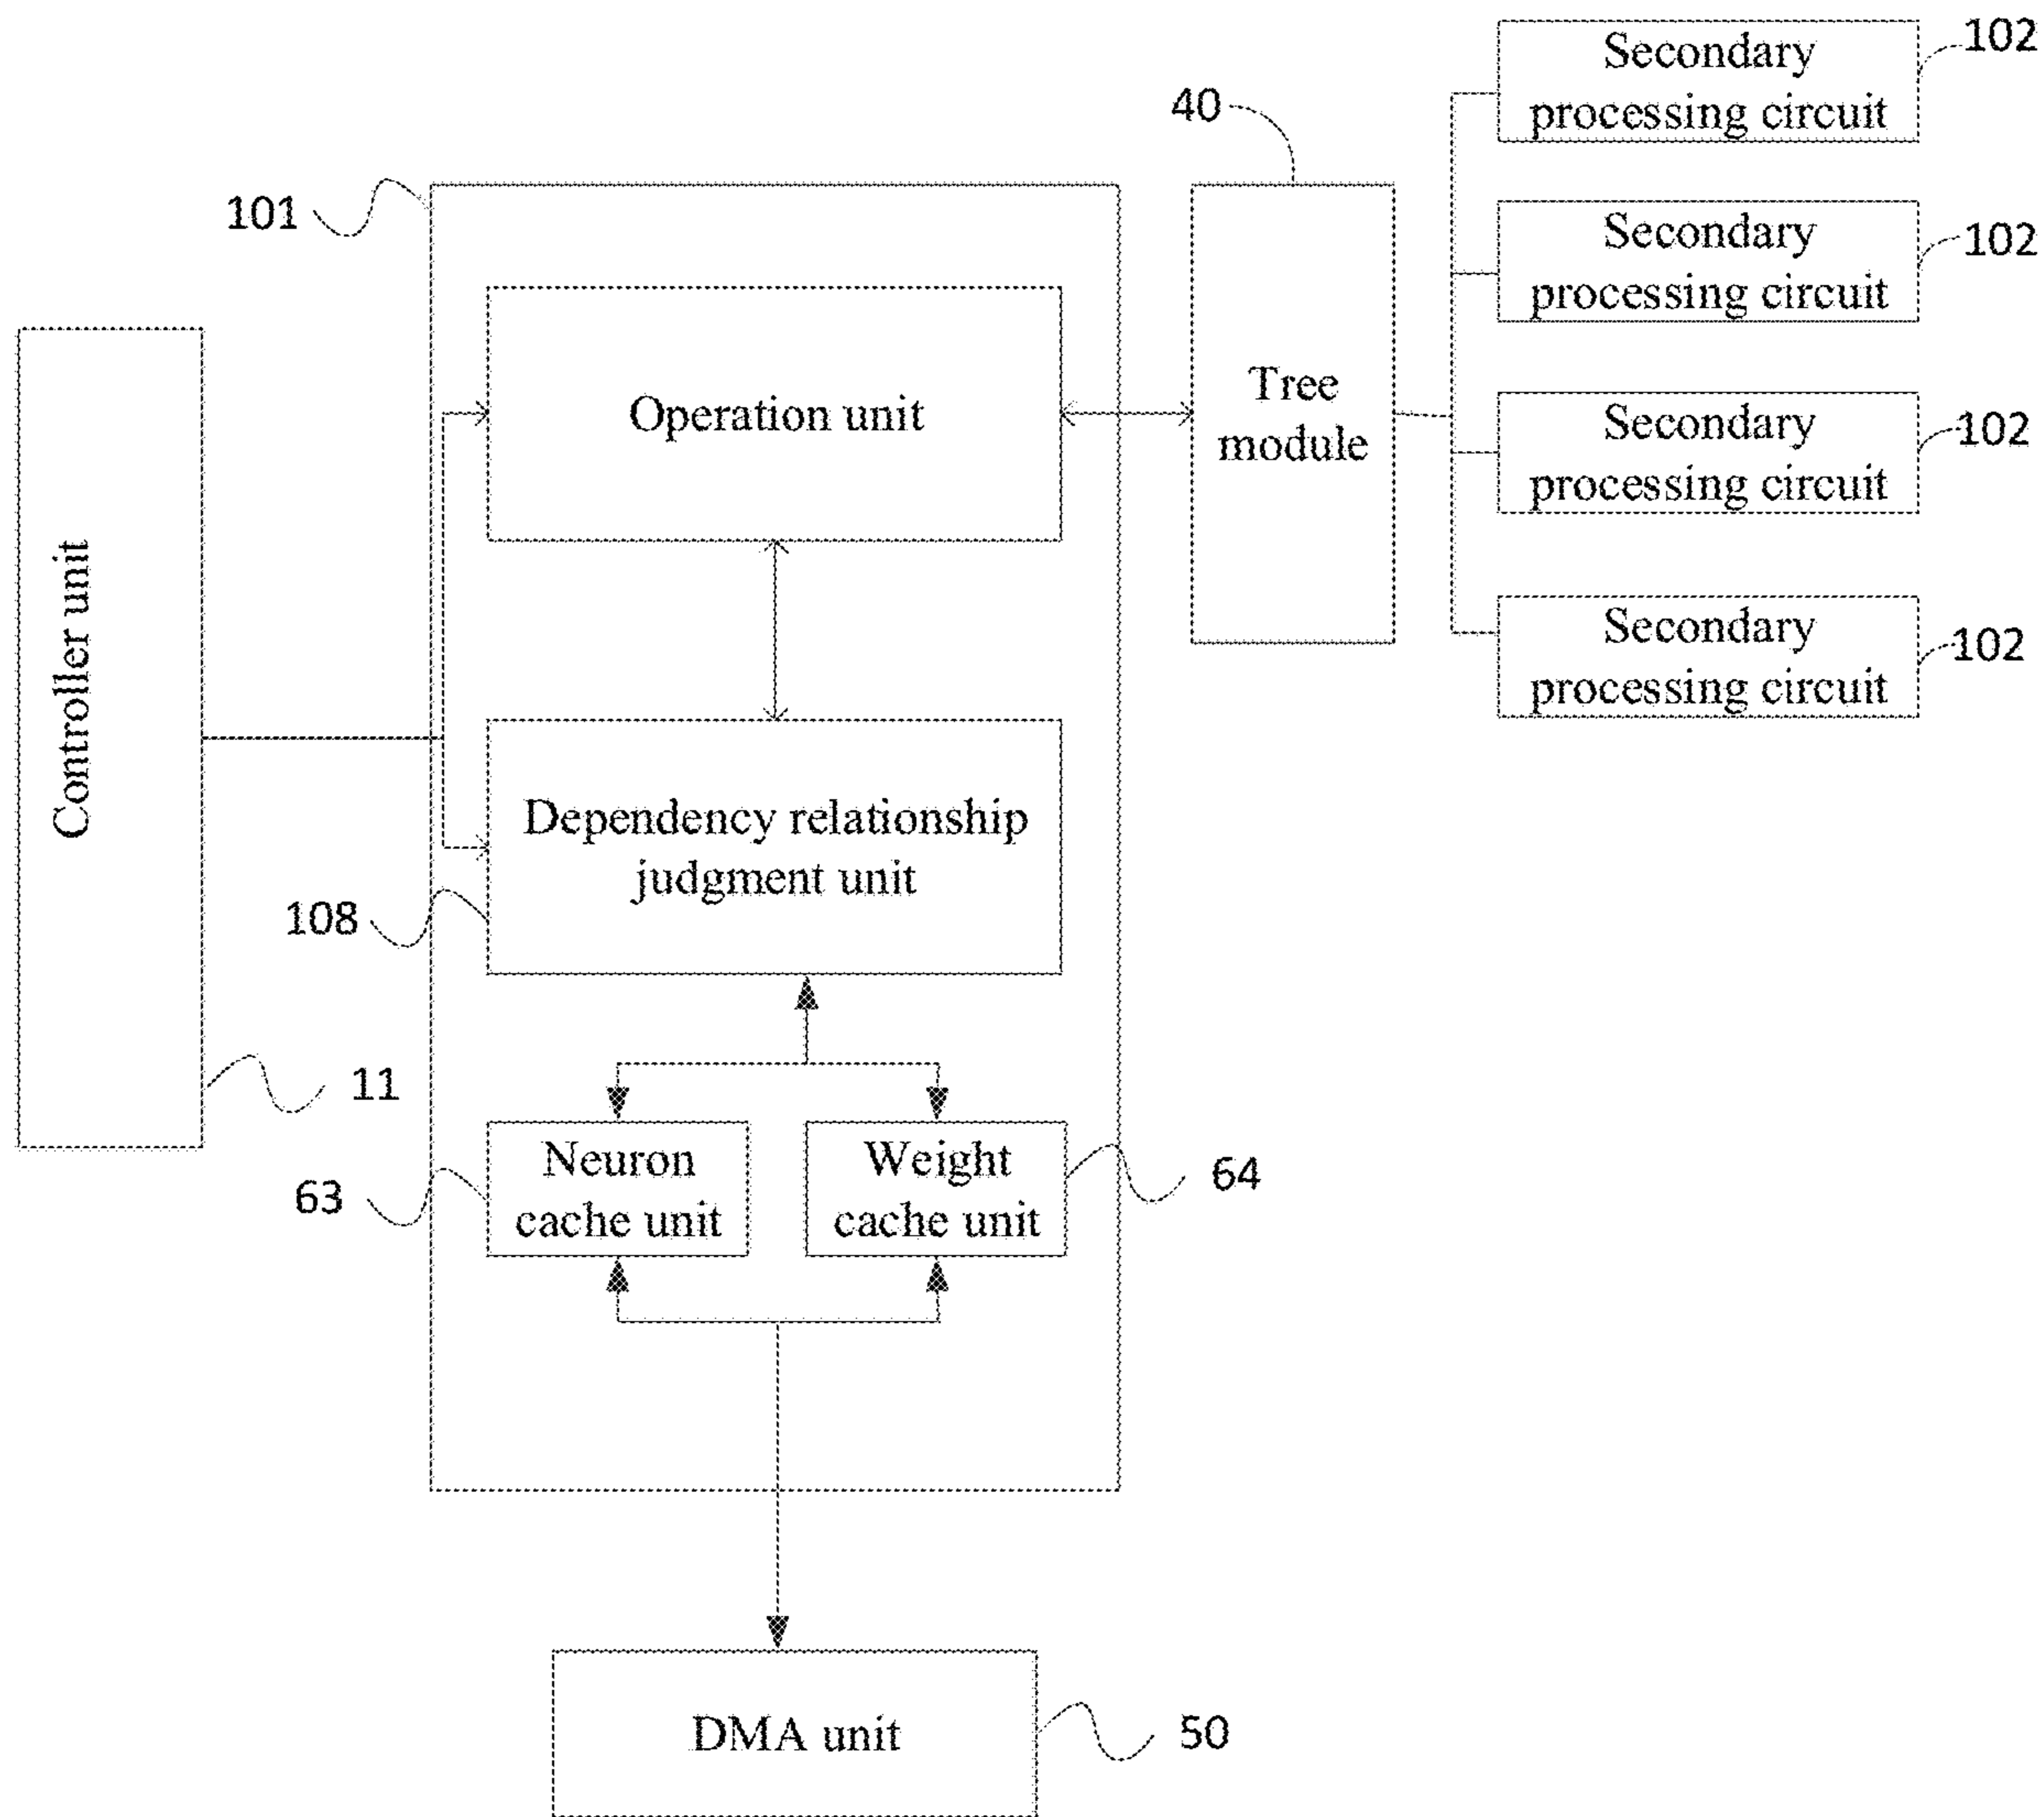 Secondary
processing circuit
102
40
Secondary
processing circuit
102
101
Tree
module
Operation unit
Secondary
processing circuit
102
Controller unit
Secondary
processing circuit
102
Dependency relationship
judgment unit
108
11
Neuron
cache unit
63
Weight
cache unit
64
DMA unit
50